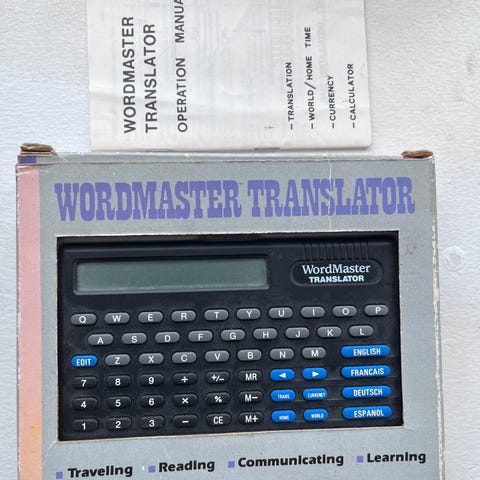 WORDMASTER
TRANSLATOR
OPERATION MANUA
– TRANSLATION
– WORLD/HOME TIME
– CURRENCY
– CALCULATOR
WORDMASTER TRANSLATOR
WordMaster
TRANSLATOR
Q W E R T Y U I O P
A S D F G H J K L
EDIT Z X C V B N M ENGLISH
7 8 9 ÷ +/– MR ◄ ► FRANCAIS
4 5 6 × % M– TRANS. CURRENCY DEUTSCH
1 2 3 – CE M+ HOME WORLD ESPANOL
▪ Traveling ▪ Reading ▪ Communicating ▪ Learning